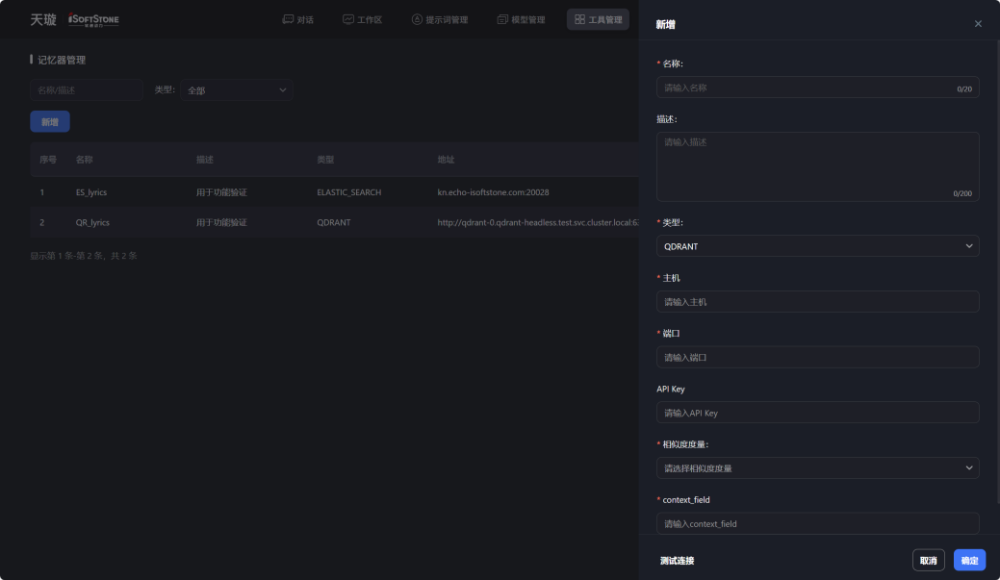 天璇 iSOFTSTONE
对话 工作区 提示词管理 模型管理 工具管理
记忆器管理
名称/描述 类型: 全部
新增
序号 名称 描述 类型 地址
1 ES_lyrics 用于功能验证 ELASTIC_SEARCH kn.echo-isoftstone.com:20028
2 QR_lyrics 用于功能验证 QDRANT http://qdrant-0.qdrant-headless.test.svc.cluster.local:
显示第 1 条-第 2 条，共 2 条
新增
* 名称:
请输入名称 0/20
描述:
请输入描述
0/200
* 类型:
QDRANT
* 主机
请输入主机
* 端口
请输入端口
API Key
请输入API Key
* 相似度度量:
请选择相似度度量
* context_field
请输入context_field
测试连接 取消 确定